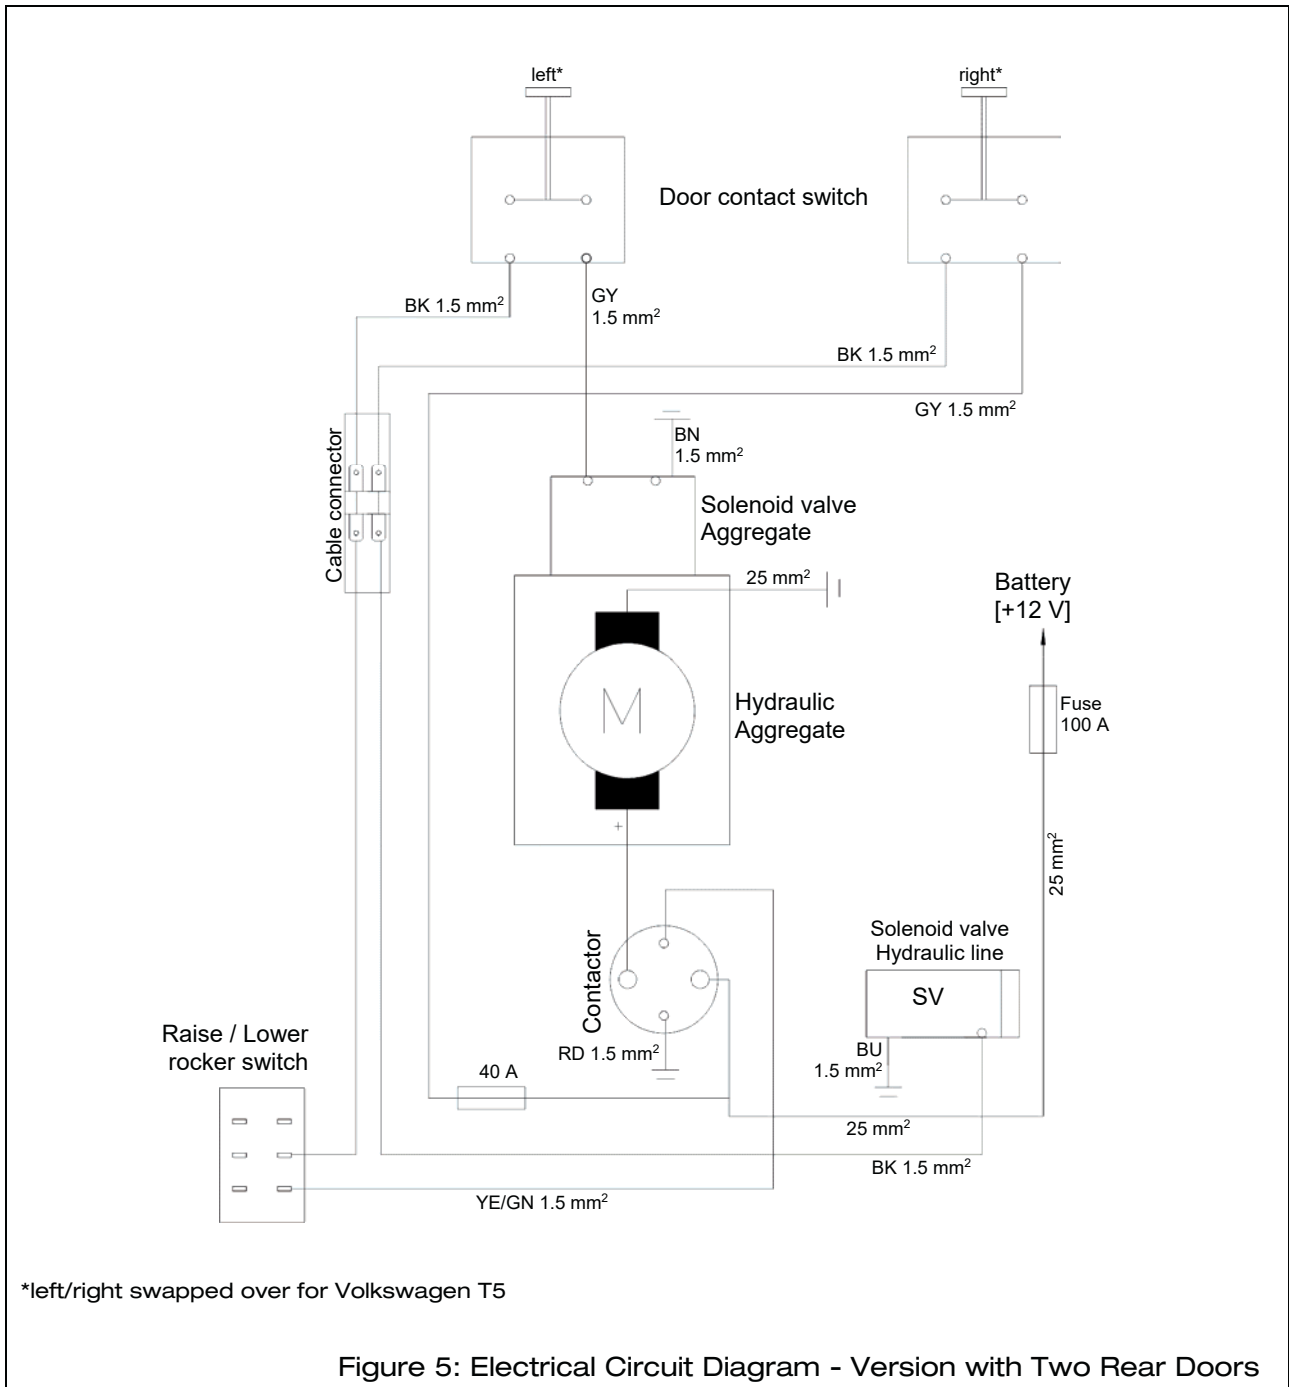 left*
right*
Door contact switch
BK 1.5 mm²
GY
1.5 mm²
BK 1.5 mm²
GY 1.5 mm²
BN
1.5 mm²
Cable connector
Solenoid valve
Aggregate
25 mm²
Battery
[+12 V]
Fuse
100 A
M
Hydraulic
Aggregate
+
25 mm²
Contactor
Solenoid valve
Hydraulic line
SV
RD 1.5 mm²
BU
1.5 mm²
Raise / Lower
rocker switch
40 A
25 mm²
BK 1.5 mm²
YE/GN 1.5 mm²
*left/right swapped over for Volkswagen T5
Figure 5: Electrical Circuit Diagram - Version with Two Rear Doors